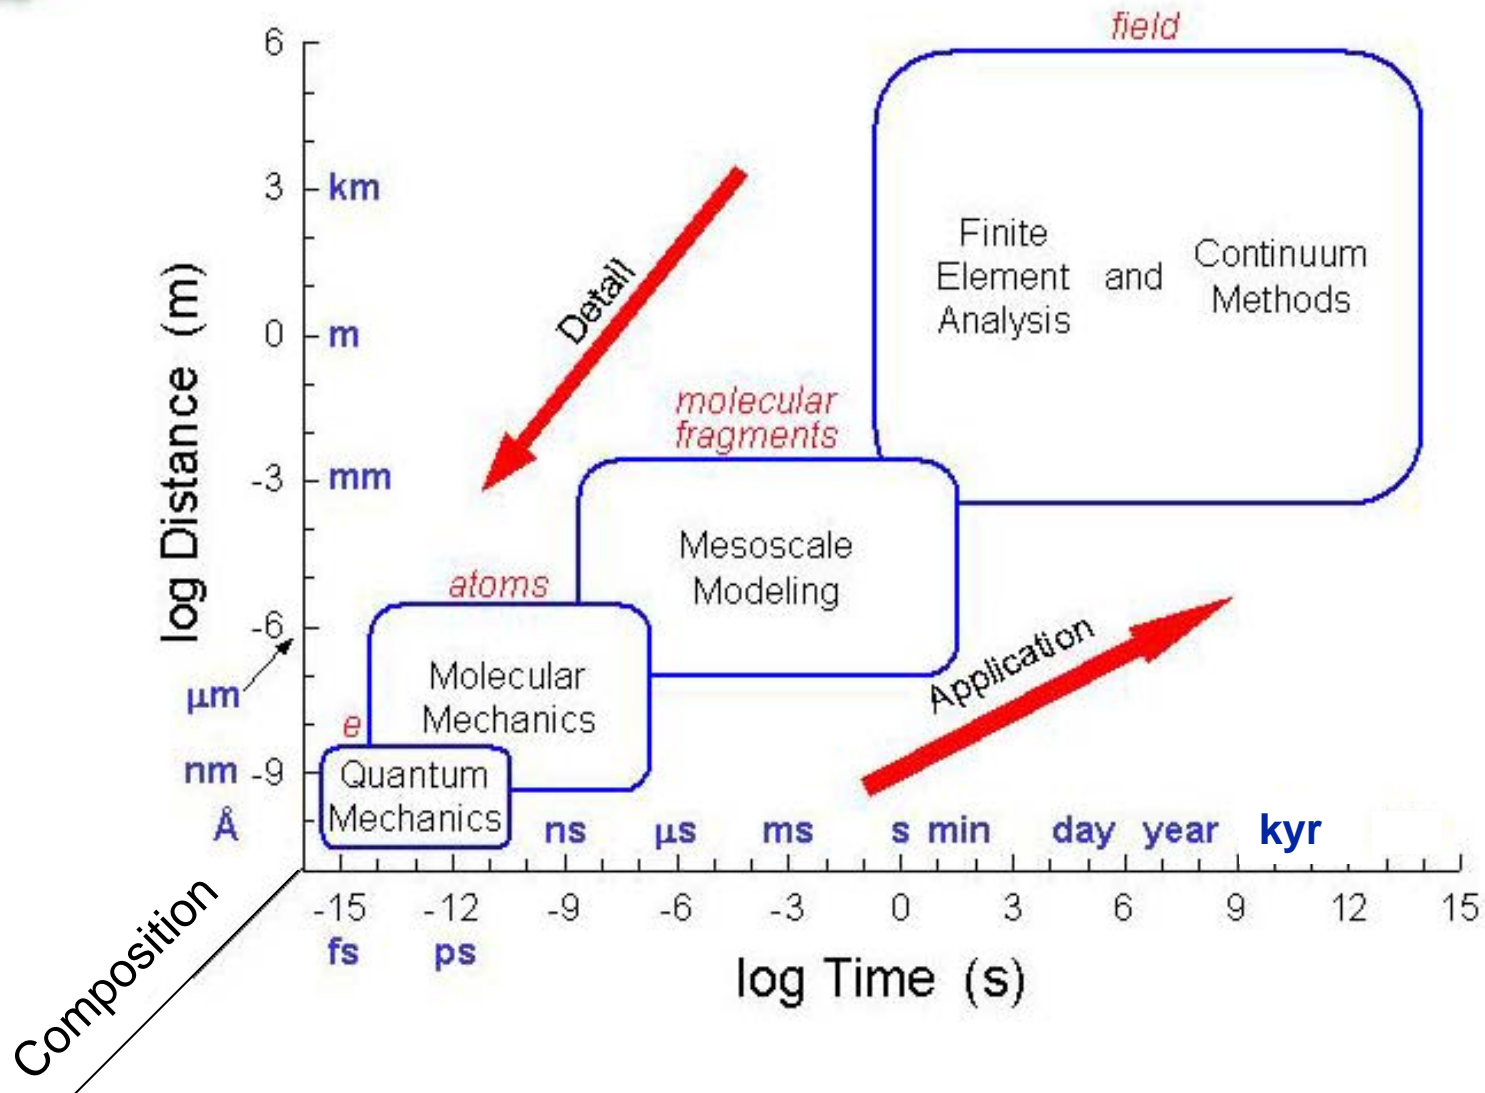 field
6
3
km
0
m
-3
mm
-6
μm
nm
-9
Å
log Distance (m)
Detail
Finite
Element
Analysis
and
Continuum
Methods
molecular
fragments
Mesoscale
Modeling
atoms
Molecular
Mechanics
e
Quantum
Mechanics
Application
ns μs ms s min day year kyr
-15 -12 -9 -6 -3 0 3 6 9 12 15
fs ps
log Time (s)
Composition